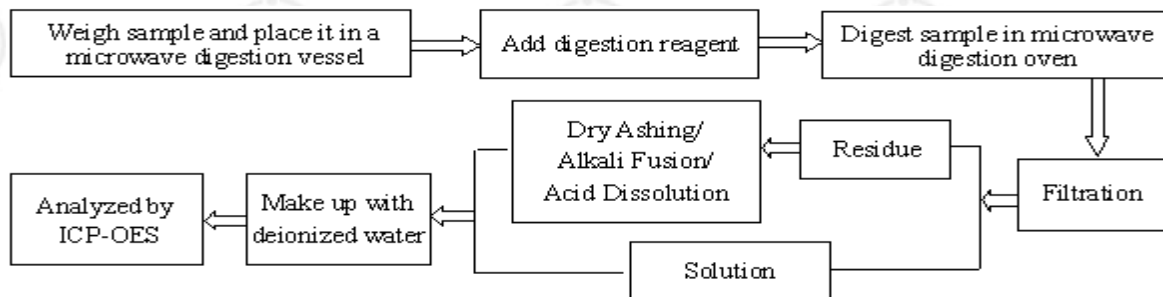 Weigh sample and place it in a
microwave digestion vessel
Add digestion reagent
Digest sample in microwave
digestion oven
Filtration
Residue
Dry Ashing/
Alkali Fusion/
Acid Dissolution
Solution
Make up with
deionized water
Analyzed by
ICP-OES